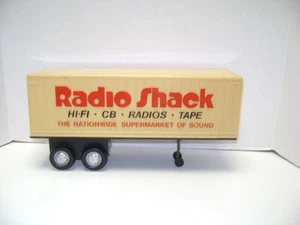 Radio Shack
HI-FI · CB · RADIOS · TAPE
THE NATIONWIDE SUPERMARKET OF SOUND